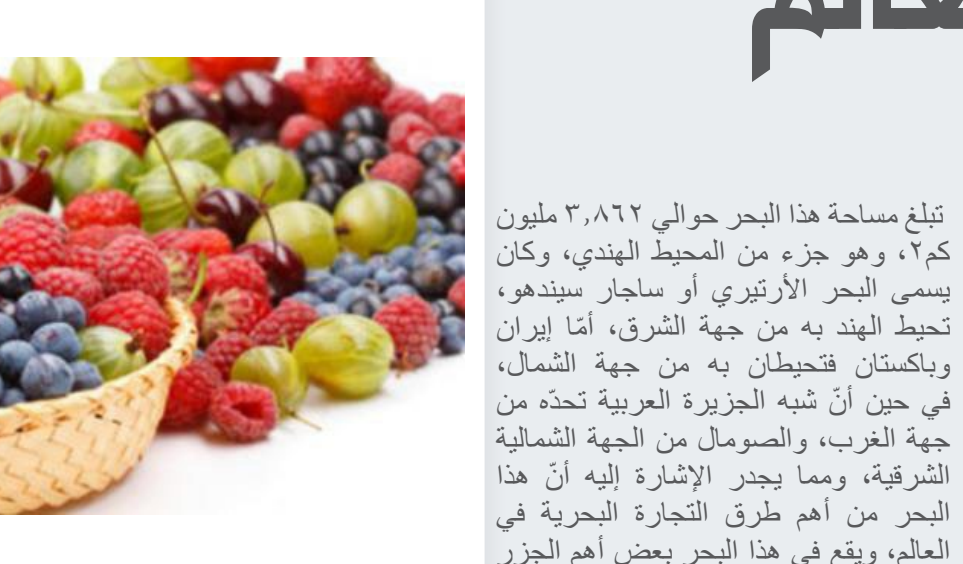 تبلغ مساحة هذا البحر حوالي ٣,٨٦٢ مليون
كم٢، وهو جزء من المحيط الهندي، وكان
يسمى البحر الأرتيري أو ساجار سيندهو،
تحيط الهند به من جهة الشرق، أمّا إيران
وباكستان فتحيطان به من جهة الشمال،
في حين أنّ شبه الجزيرة العربية تحدّه من
جهة الغرب، والصومال من الجهة الشمالية
الشرقية، ومما يجدر الإشارة إليه أنّ هذا
البحر من أهم طرق التجارة البحرية في
العالم، ويقع في هذا البحر بعض أهم الجزر